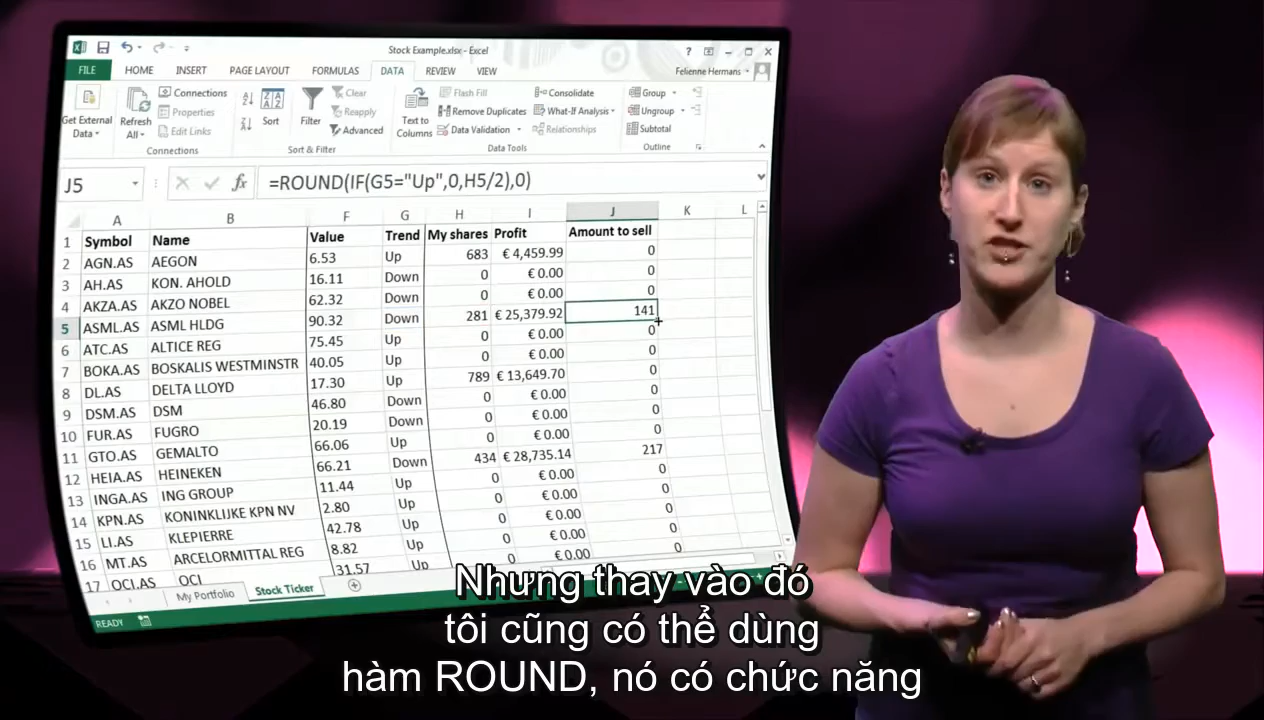 Stock Example.xlsx - Excel
FILE HOME INSERT PAGE LAYOUT FORMULAS DATA REVIEW VIEW Felienne Hermans
Get External Data
Refresh All
Connections
Properties
Edit Links
Connections
Sort
Filter
Clear
Reapply
Advanced
Sort & Filter
Text to Columns
Flash Fill
Remove Duplicates
Data Validation
Consolidate
What-If Analysis
Relationships
Data Tools
Group
Ungroup
Subtotal
Outline
J5 fx =ROUND(IF(G5="Up",0,H5/2),0)
A B F G H I J K L
1 Symbol Name Value Trend My shares Profit Amount to sell
2 AGN.AS AEGON 6.53 Up 683 € 4,459.99 0
3 AH.AS KON. AHOLD 16.11 Down 0 € 0.00 0
4 AKZA.AS AKZO NOBEL 62.32 Down 0 € 0.00 0
5 ASML.AS ASML HLDG 90.32 Down 281 € 25,379.92 141
6 ATC.AS ALTICE REG 75.45 Up 0 € 0.00 0
7 BOKA.AS BOSKALIS WESTMINSTR 40.05 Up 0 € 0.00 0
8 DL.AS DELTA LLOYD 17.30 Up 789 € 13,649.70 0
9 DSM.AS DSM 46.80 Down 0 € 0.00 0
10 FUR.AS FUGRO 20.19 Down 0 € 0.00 0
11 GTO.AS GEMALTO 66.06 Up 0 € 0.00 0
12 HEIA.AS HEINEKEN 66.21 Down 434 € 28,735.14 217
13 INGA.AS ING GROUP 11.44 Up 0 € 0.00 0
14 KPN.AS KONINKLIJKE KPN NV 2.80 Up 0 € 0.00 0
15 LI.AS KLEPIERRE 42.78 Up 0 € 0.00 0
16 MT.AS ARCELORMITTAL REG 8.82 Up 0 € 0.00 0
17 OCI.AS OCI 31.57 Up 0 € 0.00 0
My Portfolio Stock Ticker
READY
Nhưng thay vào đó
tôi cũng có thể dùng
hàm ROUND, nó có chức năng